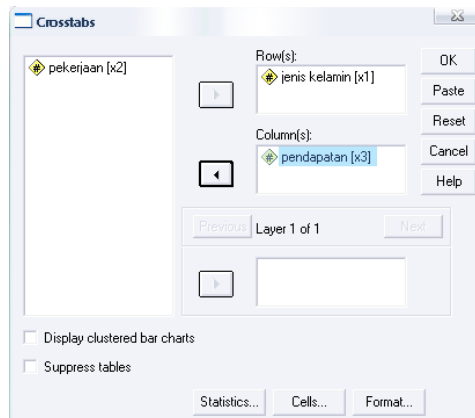 Crosstabs
pekerjaan [x2]
Row(s):
jenis kelamin [x1]
Column(s):
pendapatan [x3]
OK
Paste
Reset
Cancel
Help
Previous
Layer 1 of 1
Next
Display clustered bar charts
Suppress tables
Statistics...
Cells...
Format...